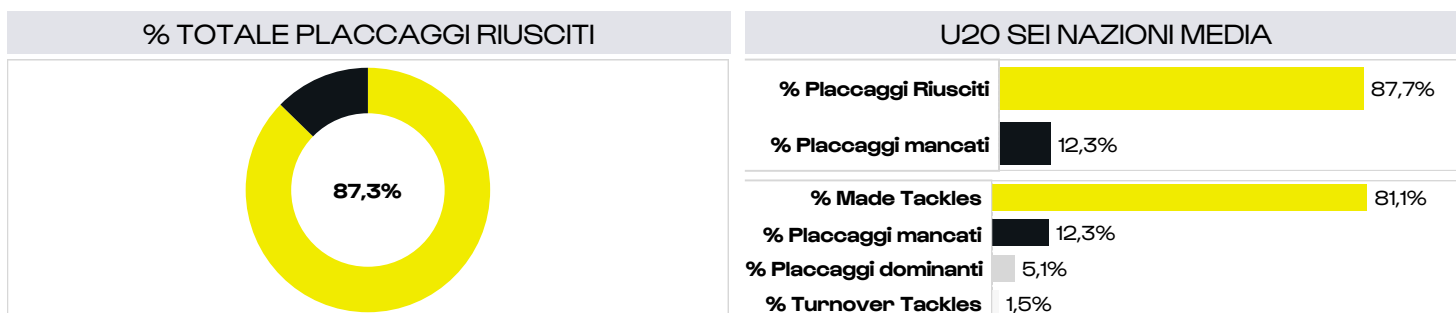 % TOTALE PLACCAGGI RIUSCITI
87,3%
U20 SEI NAZIONI MEDIA
% Placcaggi Riusciti 87,7%
% Placcaggi mancati 12,3%
% Made Tackles 81,1%
% Placcaggi mancati 12,3%
% Placcaggi dominanti 5,1%
% Turnover Tackles 1,5%